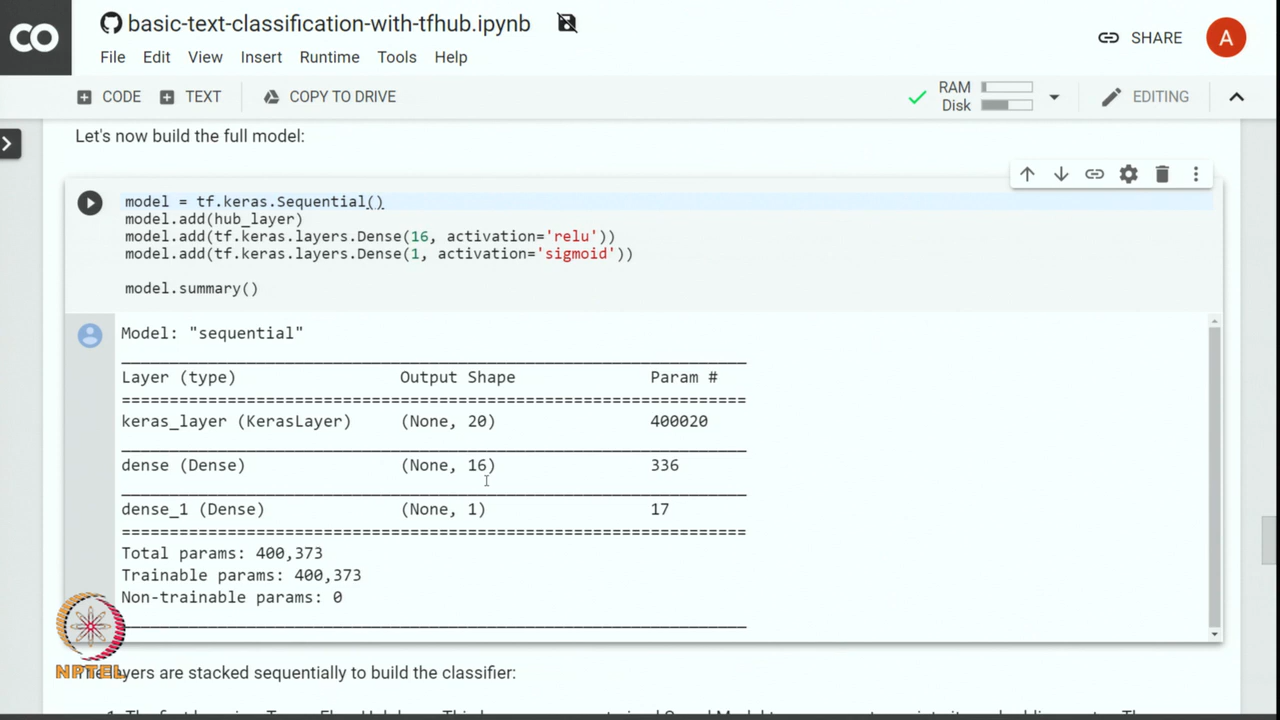 basic-text-classification-with-tfhub.ipynb
File Edit View Insert Runtime Tools Help
SHARE
A
CODE TEXT COPY TO DRIVE
RAM
Disk
EDITING
Let's now build the full model:
model = tf.keras.Sequential()
model.add(hub_layer)
model.add(tf.keras.layers.Dense(16, activation='relu'))
model.add(tf.keras.layers.Dense(1, activation='sigmoid'))
model.summary()
Model: "sequential"
Layer (type) Output Shape Param #
keras_layer (KerasLayer) (None, 20) 400020
dense (Dense) (None, 16) 336
dense_1 (Dense) (None, 1) 17
Total params: 400,373
Trainable params: 400,373
Non-trainable params: 0
NPTEL
layers are stacked sequentially to build the classifier: